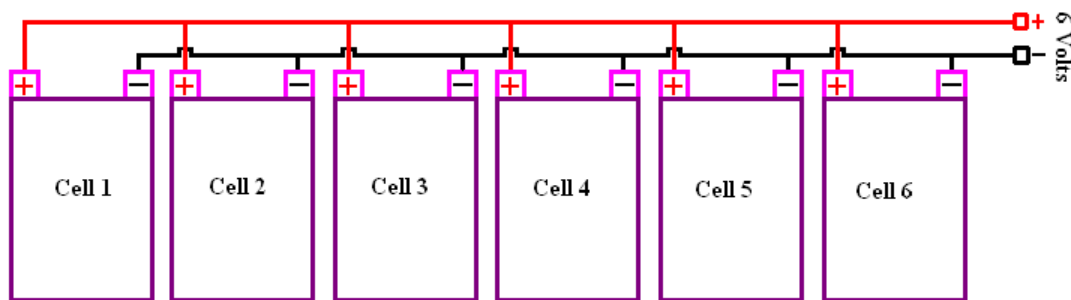 +
−
6 Volts
+ − + − + − + − + − + −
Cell 1 Cell 2 Cell 3 Cell 4 Cell 5 Cell 6